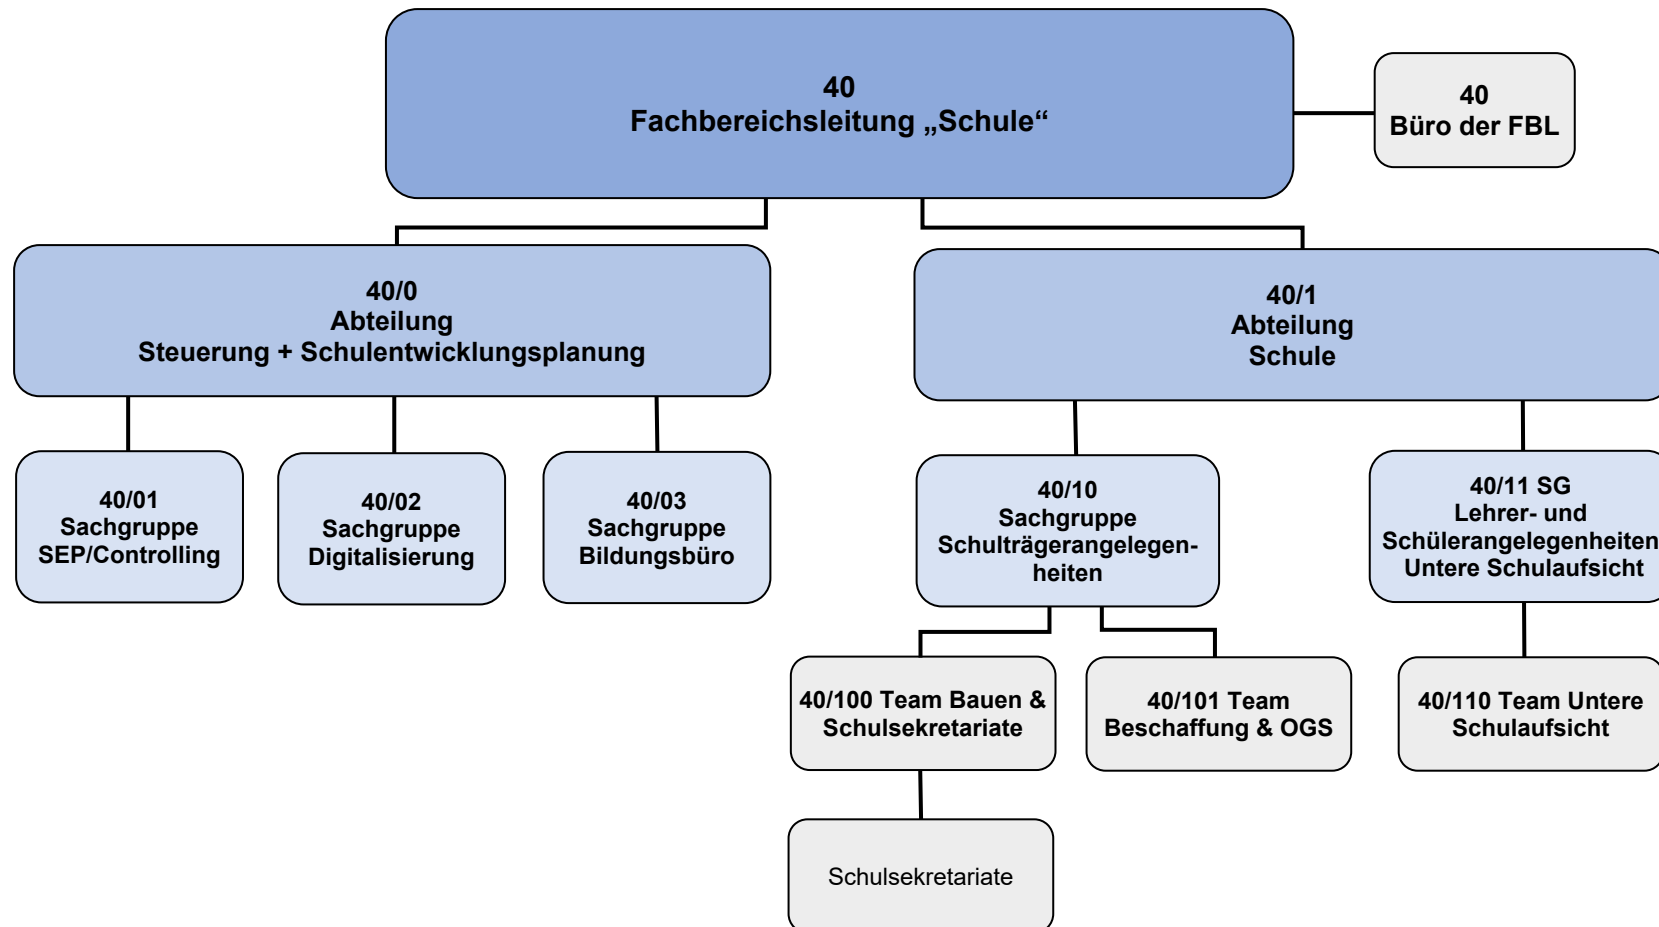 40
Fachbereichsleitung „Schule“
40
Büro der FBL
40/0
Abteilung
Steuerung + Schulentwicklungsplanung
40/1
Abteilung
Schule
40/01
Sachgruppe
SEP/Controlling
40/02
Sachgruppe
Digitalisierung
40/03
Sachgruppe
Bildungsbüro
40/10
Sachgruppe
Schulträgerangelegen-
heiten
40/11 SG
Lehrer- und
Schülerangelegenheiten
Untere Schulaufsicht
40/100 Team Bauen &
Schulsekretariate
40/101 Team
Beschaffung & OGS
40/110 Team Untere
Schulaufsicht
Schulsekretariate